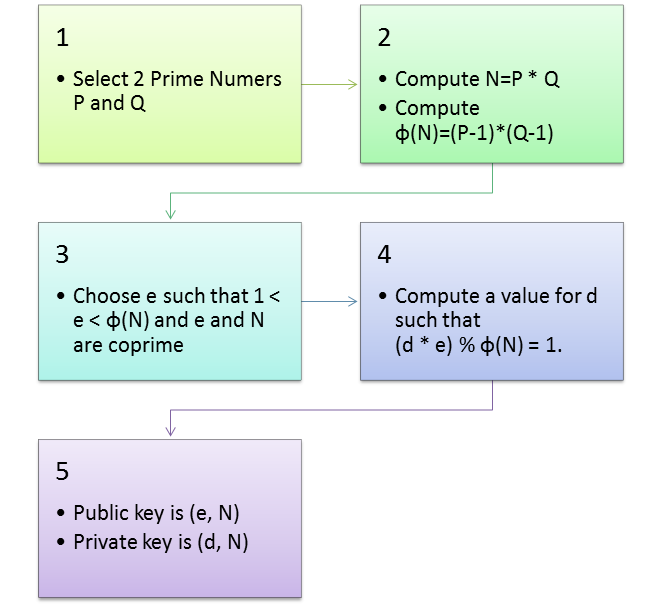 1
• Select 2 Prime Numers
P and Q
2
• Compute N=P * Q
• Compute
ϕ(N)=(P-1)*(Q-1)
3
• Choose e such that 1 <
e < ϕ(N) and e and N
are coprime
4
• Compute a value for d
such that
(d * e) % ϕ(N) = 1.
5
• Public key is (e, N)
• Private key is (d, N)